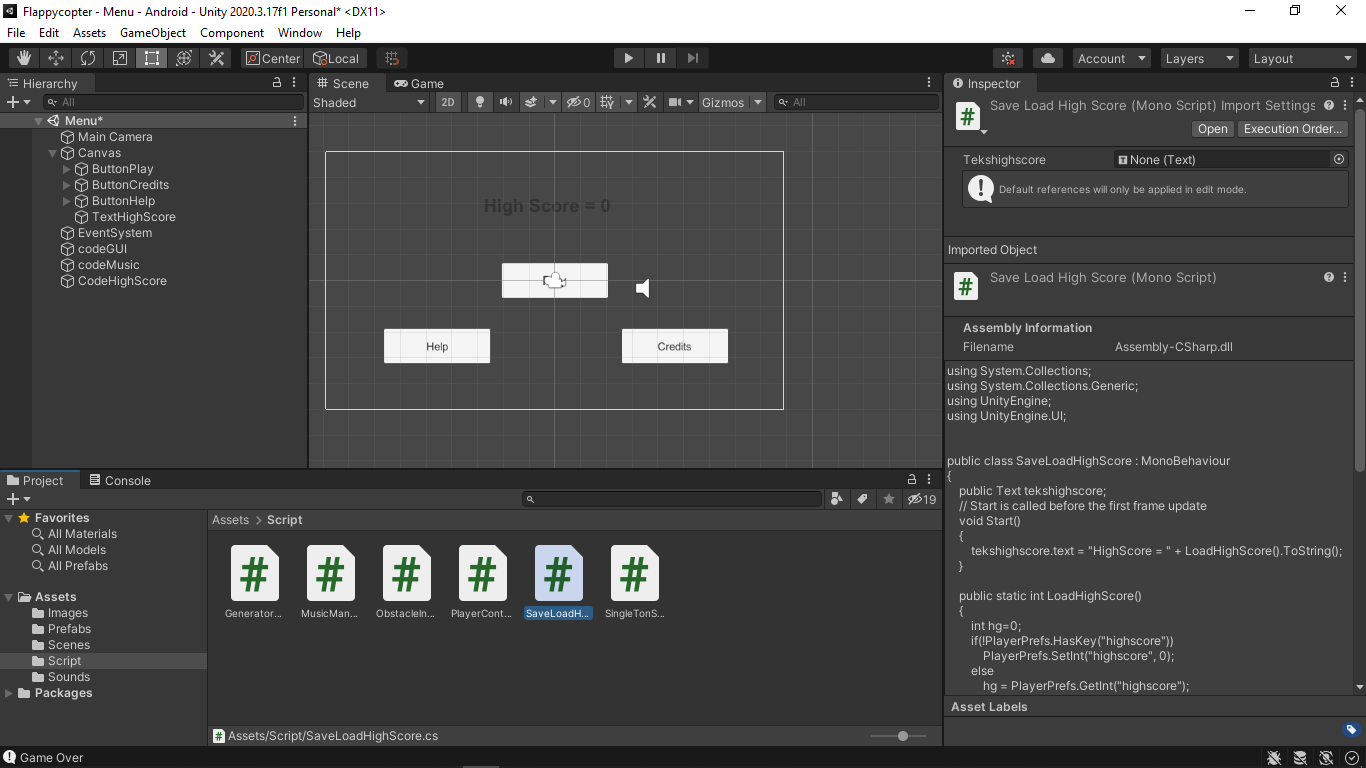 Flappycopter - Menu - Android - Unity 2020.3.17f1 Personal* <DX11>
File Edit Assets GameObject Component Window Help
Center Local Account Layers Layout
Hierarchy
All
Menu*
Main Camera
Canvas
ButtonPlay
ButtonCredits
ButtonHelp
TextHighScore
EventSystem
codeGUI
codeMusic
CodeHighScore
Scene Game
Shaded 2D 0 Gizmos All
High Score = 0
Help Credits
Inspector
Save Load High Score (Mono Script) Import Settings
Open Execution Order...
Tekshighscore None (Text)
Default references will only be applied in edit mode.
Imported Object
Save Load High Score (Mono Script)
Assembly Information
Filename Assembly-CSharp.dll
using System.Collections;
using System.Collections.Generic;
using UnityEngine;
using UnityEngine.UI;
public class SaveLoadHighScore : MonoBehaviour
{
public Text tekshighscore;
// Start is called before the first frame update
void Start()
{
tekshighscore.text = "HighScore = " + LoadHighScore().ToString();
}
public static int LoadHighScore()
{
int hg=0;
if(!PlayerPrefs.HasKey("highscore"))
PlayerPrefs.SetInt("highscore", 0);
else
hg = PlayerPrefs.GetInt("highscore");
Asset Labels
Project Console
19
Favorites
All Materials
All Models
All Prefabs
Assets
Images
Prefabs
Scenes
Script
Sounds
Packages
Assets > Script
Generator... MusicMan... ObstacleIn... PlayerCont... SaveLoadH... SingleTonS...
Assets/Script/SaveLoadHighScore.cs
Game Over